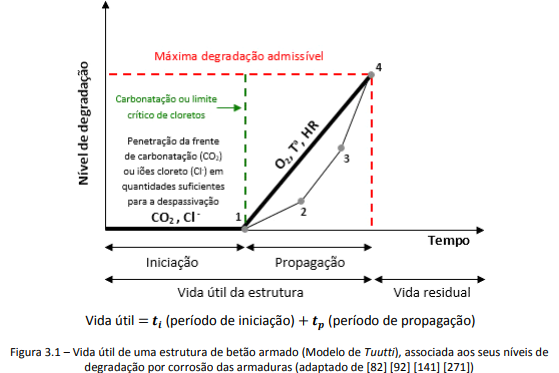 Máxima degradação admissível
4
Nível de degradação
Carbonatação ou limite
crítico de cloretos
Penetração da frente
de carbonatação (CO₂)
ou iões cloreto (Cl⁻) em
quantidades suficientes
para a despassivação
CO₂ , Cl⁻
O₂, Tª, HR
3
2
1
Tempo
Iniciação
Propagação
Vida útil da estrutura
Vida residual
Vida útil = tᵢ (período de iniciação) + tₚ (período de propagação)
Figura 3.1 – Vida útil de uma estrutura de betão armado (Modelo de Tuutti), associada aos seus níveis de
degradação por corrosão das armaduras (adaptado de [82] [92] [141] [271])